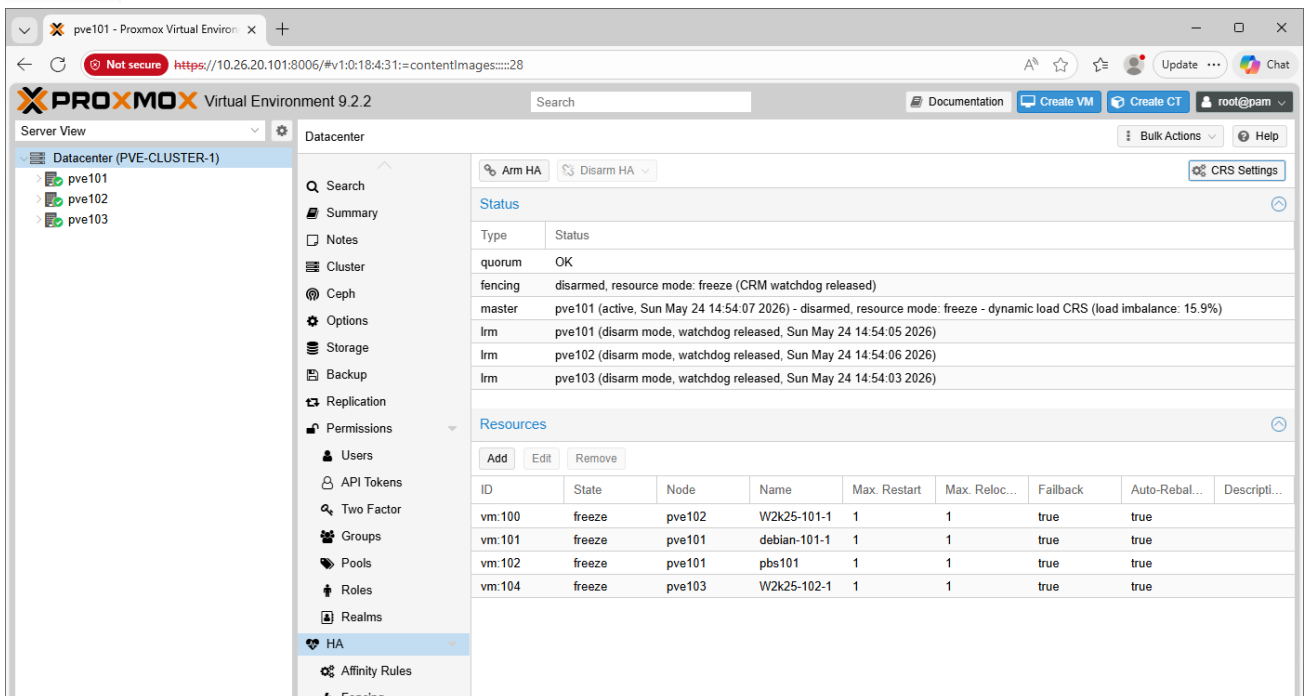 pve101 - Proxmox Virtual Environ
Not secure https://10.26.20.101:8006/#v1:0:18:4:31:=contentImages:::::28 Update Chat
PROXMOX Virtual Environment 9.2.2 Search Documentation Create VM Create CT root@pam
Server View
Datacenter (PVE-CLUSTER-1)
pve101
pve102
pve103
Datacenter Bulk Actions Help
Search
Summary
Notes
Cluster
Ceph
Options
Storage
Backup
Replication
Permissions
Users
API Tokens
Two Factor
Groups
Pools
Roles
Realms
HA
Affinity Rules
Arm HA Disarm HA CRS Settings
Status
Type Status
quorum OK
fencing disarmed, resource mode: freeze (CRM watchdog released)
master pve101 (active, Sun May 24 14:54:07 2026) - disarmed, resource mode: freeze - dynamic load CRS (load imbalance: 15.9%)
lrm pve101 (disarm mode, watchdog released, Sun May 24 14:54:05 2026)
lrm pve102 (disarm mode, watchdog released, Sun May 24 14:54:06 2026)
lrm pve103 (disarm mode, watchdog released, Sun May 24 14:54:03 2026)
Resources
Add Edit Remove
ID State Node Name Max. Restart Max. Reloc... Failback Auto-Rebal... Descripti...
vm:100 freeze pve102 W2k25-101-1 1 1 true true
vm:101 freeze pve101 debian-101-1 1 1 true true
vm:102 freeze pve101 pbs101 1 1 true true
vm:104 freeze pve103 W2k25-102-1 1 1 true true